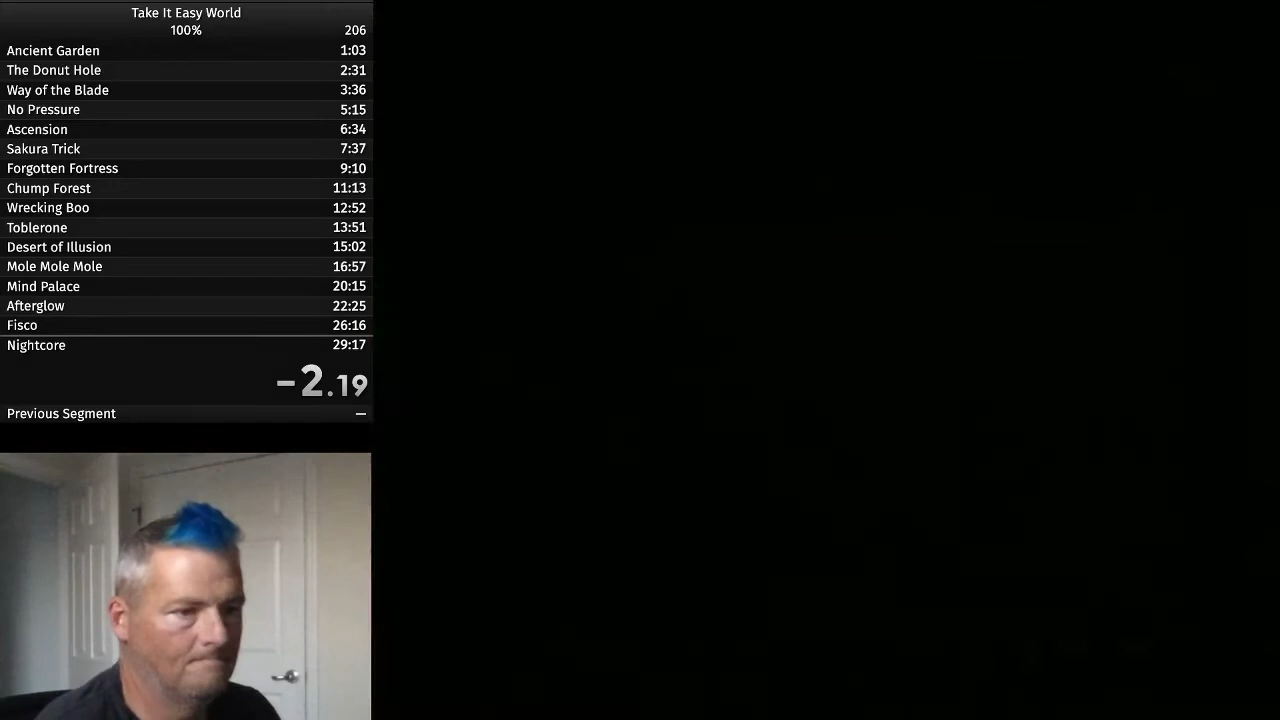 Take It Easy World
100% 206
Ancient Garden 1:03
The Donut Hole 2:31
Way of the Blade 3:36
No Pressure 5:15
Ascension 6:34
Sakura Trick 7:37
Forgotten Fortress 9:10
Chump Forest 11:13
Wrecking Boo 12:52
Toblerone 13:51
Desert of Illusion 15:02
Mole Mole Mole 16:57
Mind Palace 20:15
Afterglow 22:25
Fisco 26:16
Nightcore 29:17
−2.19
Previous Segment —